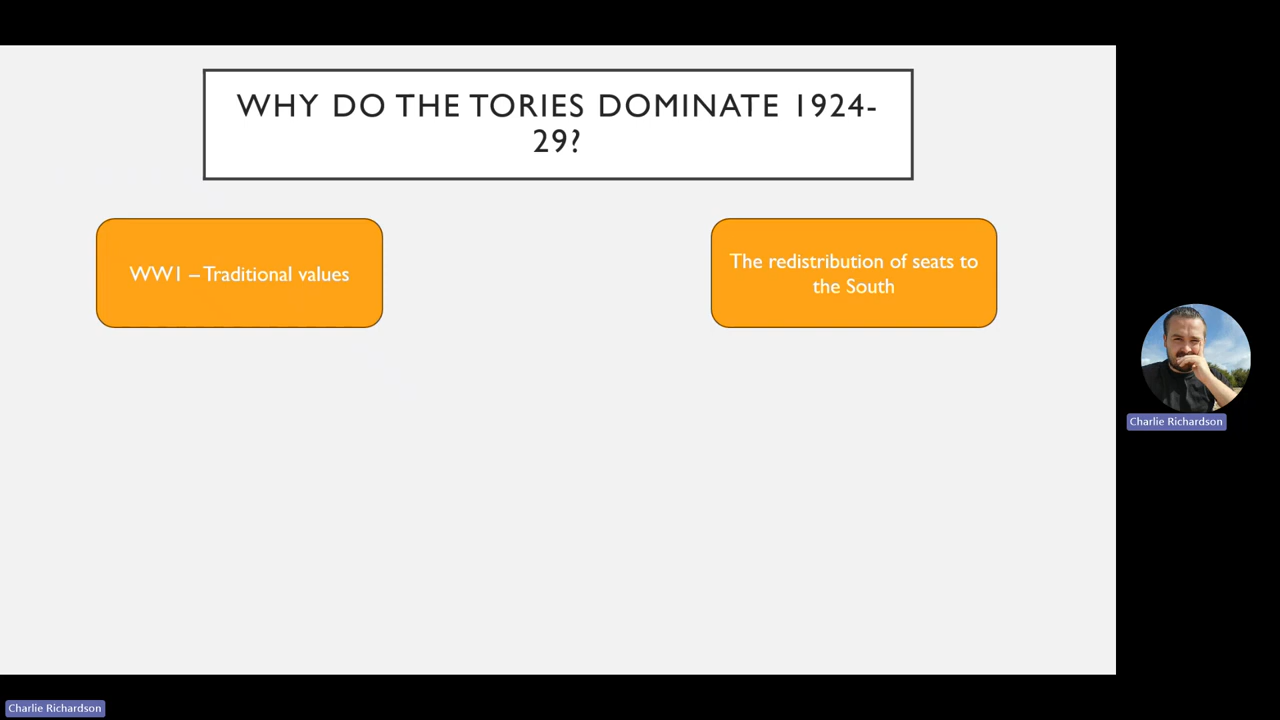 WHY DO THE TORIES DOMINATE 1924-
29?
WW1 – Traditional values
The redistribution of seats to
the South
Charlie Richardson
Charlie Richardson